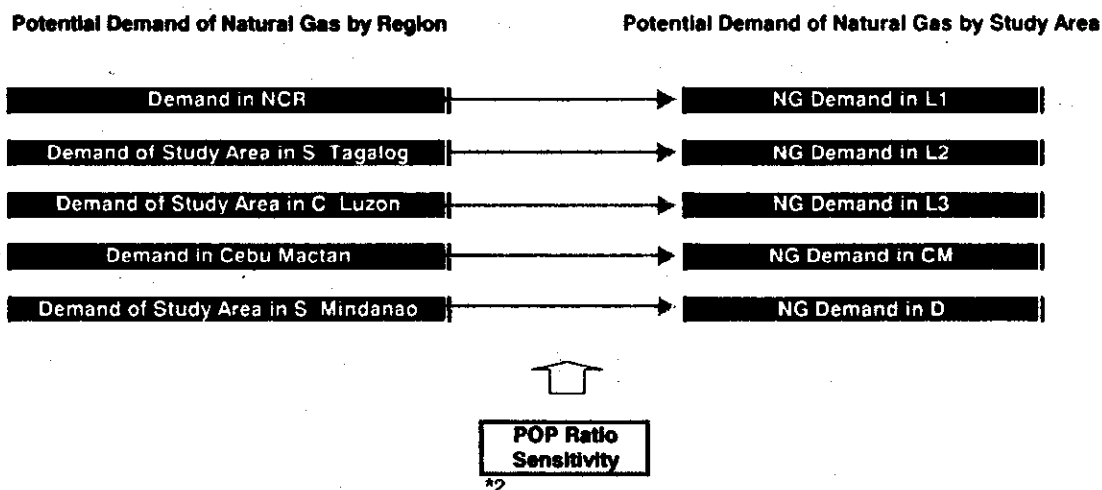 Potential Demand of Natural Gas by Region
Potential Demand of Natural Gas by Study Area
Demand in NCR
NG Demand in L1
Demand of Study Area in S Tagalog
NG Demand in L2
Demand of Study Area in C Luzon
NG Demand in L3
Demand in Cebu Mactan
NG Demand in CM
Demand of Study Area in S Mindanao
NG Demand in D
POP Ratio
Sensitivity
*2